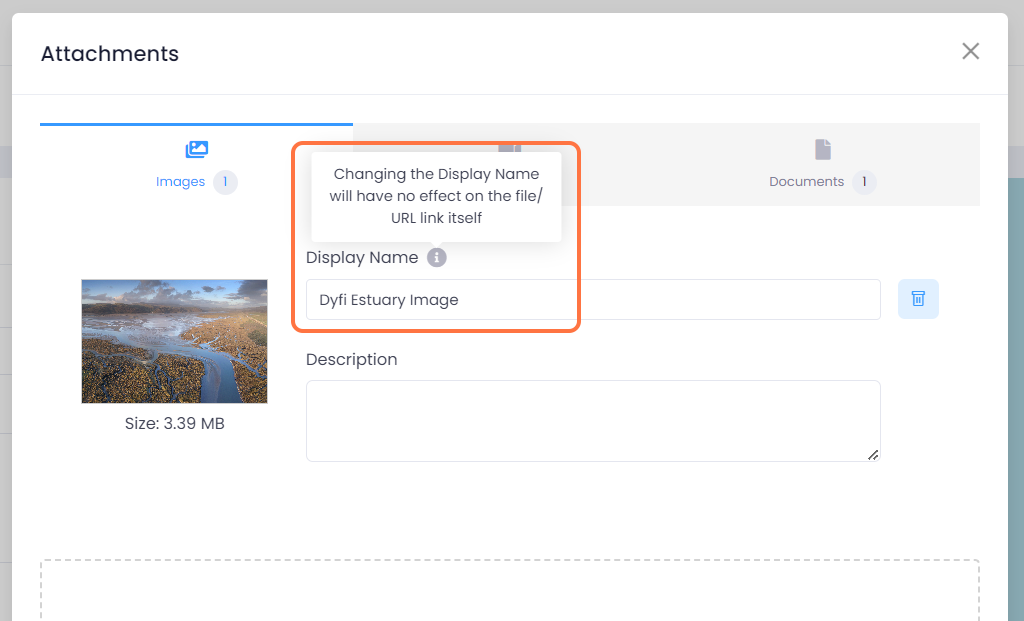 Attachments
Images 1
Documents 1
Changing the Display Name
will have no effect on the file/
URL link itself
Display Name
Dyfi Estuary Image
Description
Size: 3.39 MB